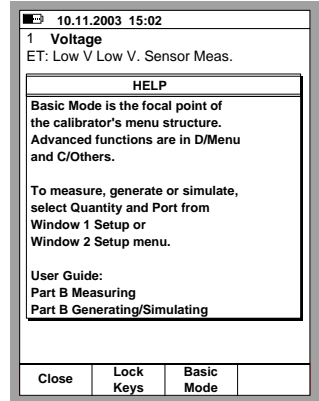 10.11.2003 15:02
1 Voltage
ET: Low V Low V. Sensor Meas.
HELP
Basic Mode is the focal point of
the calibrator's menu structure.
Advanced functions are in D/Menu
and C/Others.
To measure, generate or simulate,
select Quantity and Port from
Window 1 Setup or
Window 2 Setup menu.
User Guide:
Part B Measuring
Part B Generating/Simulating
Close Lock Keys Basic Mode